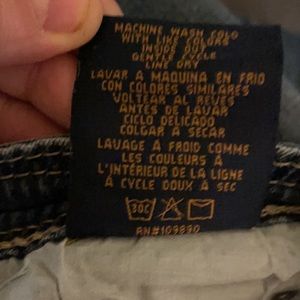 MACHINE WASH COLD
WITH LIKE COLORS
INSIDE OUT
GENTLE CYCLE
LINE DRY
LAVAR A MAQUINA EN FRIO
CON COLORES SIMILARES
VOLTEAR AL REVES
ANTES DE LAVAR
CICLO DELICADO
COLGAR A SECAR
LAVAGE À FROID COMME
LES COULEURS À
L'INTÉRIEUR DE LA LIGNE
À CYCLE DOUX À SEC
30C
RN#109890